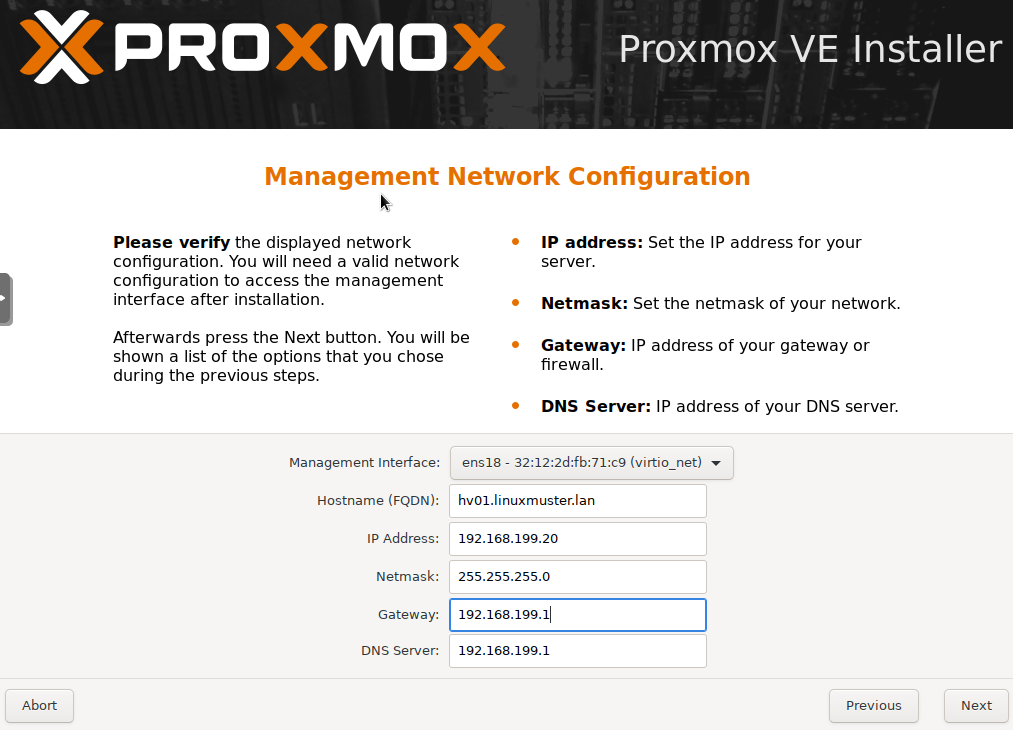 PROXMOX
Proxmox VE Installer
Management Network Configuration
Please verify the displayed network
configuration. You will need a valid network
configuration to access the management
interface after installation.
Afterwards press the Next button. You will be
shown a list of the options that you chose
during the previous steps.
IP address: Set the IP address for your
server.
Netmask: Set the netmask of your network.
Gateway: IP address of your gateway or
firewall.
DNS Server: IP address of your DNS server.
Management Interface: ens18 - 32:12:2d:fb:71:c9 (virtio_net)
Hostname (FQDN): hv01.linuxmuster.lan
IP Address: 192.168.199.20
Netmask: 255.255.255.0
Gateway: 192.168.199.1
DNS Server: 192.168.199.1
Abort Previous Next